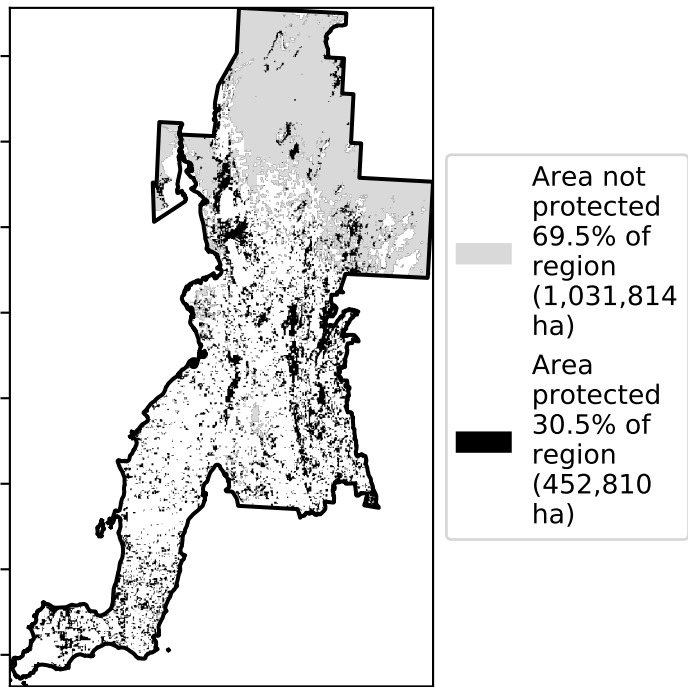 Area not
protected
69.5% of
region
(1,031,814
ha)
Area
protected
30.5% of
region
(452,810
ha)